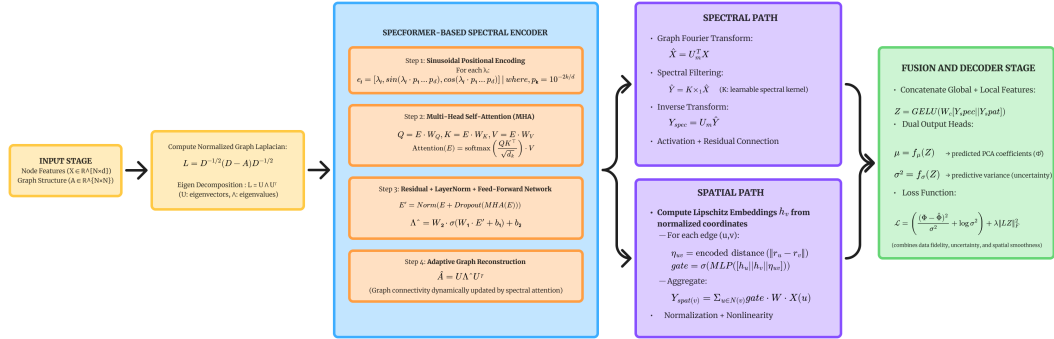 INPUT STAGE
Node Features (X ∈ R^{N×d})
Graph Structure (A ∈ R^{N×N})
Compute Normalized Graph Laplacian:
L = D^{-1/2}(D − A)D^{-1/2}
Eigen Decomposition : L = U Λ Uᵀ
(U: eigenvectors, Λ: eigenvalues)
SPECFORMER-BASED SPECTRAL ENCODER
Step 1: Sinusoidal Positional Encoding
For each λᵢ:
eᵢ = [λᵢ, sin(λᵢ · p₁ ... p_d), cos(λᵢ · p₁ ... p_d)] | where, pₖ = 10^{-2k/d}
Step 2: Multi-Head Self-Attention (MHA)
Q = E · W_Q, K = E · W_K, V = E · W_V
Attention(E) = softmax (QK^⊤/√d_k) · V
Step 3: Residual + LayerNorm + Feed-Forward Network
E' = Norm(E + Dropout(MHA(E)))
Λ^ = W₂ · σ(W₁ · E' + b₁) + b₂
Step 4: Adaptive Graph Reconstruction
Â = UΛ^Uᵀ
(Graph connectivity dynamically updated by spectral attention)
SPECTRAL PATH
· Graph Fourier Transform:
X̂ = U_m^T X
· Spectral Filtering:
Ŷ = K ×₁ X̂ (K: learnable spectral kernel)
· Inverse Transform:
Y_spec = U_m Ŷ
· Activation + Residual Connection
SPATIAL PATH
· Compute Lipschitz Embeddings h_v from
normalized coordinates
— For each edge (u,v):
η_uv = encoded distance (‖r_u − r_v‖)
gate = σ(MLP([h_u||h_v||η_uv]))
— Aggregate:
Y_spat(v) = Σ_{u∈N(v)} gate · W · X(u)
· Normalization + Nonlinearity
FUSION AND DECODER STAGE
· Concatenate Global + Local Features:
Z = GELU(W_c[Y_spec||Y_spat])
· Dual Output Heads:
μ = f_μ(Z) → predicted PCA coefficients (Φ̂)
σ² = f_σ(Z) → predictive variance (uncertainty)
· Loss Function:
ℒ = ((Φ − Φ̂)²/σ² + log σ²) + λ‖LZ‖²_F
(combines data fidelity, uncertainty, and spatial smoothness)